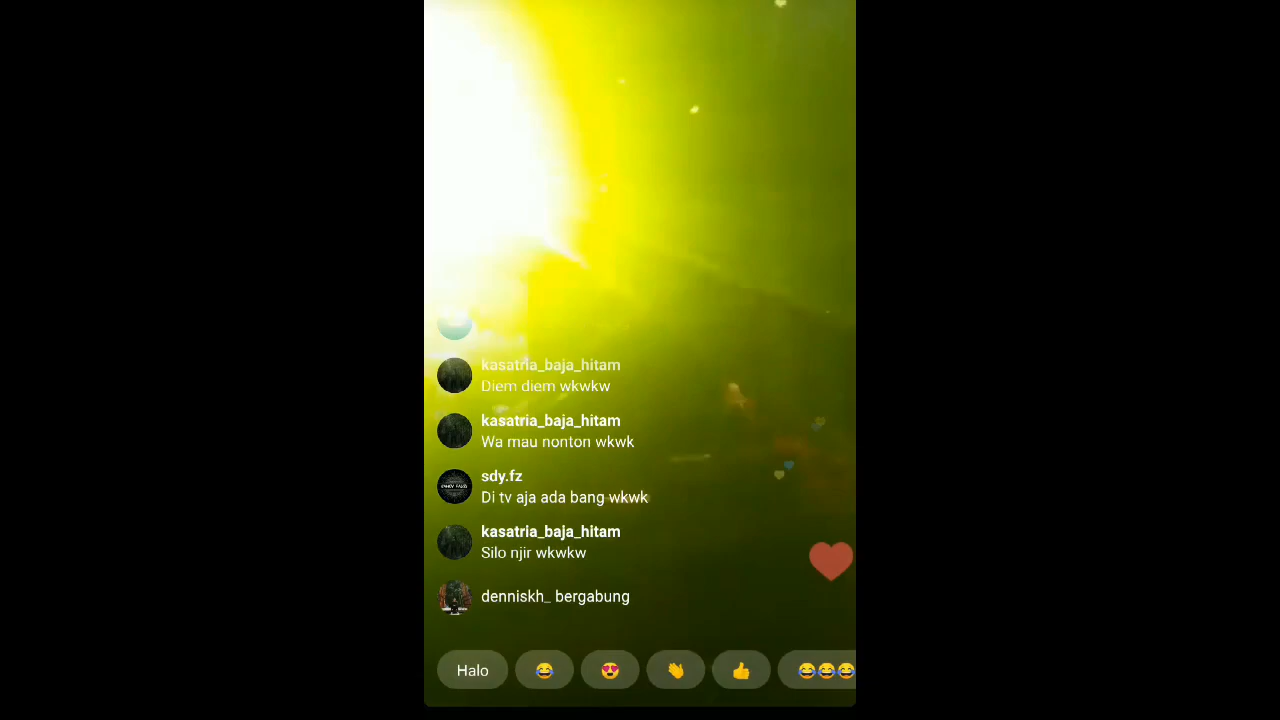 kasatria_baja_hitam
Diem diem wkwkw
kasatria_baja_hitam
Wa mau nonton wkwk
sdy.fz
Di tv aja ada bang wkwk
kasatria_baja_hitam
Silo njir wkwkw
denniskh_ bergabung
Halo